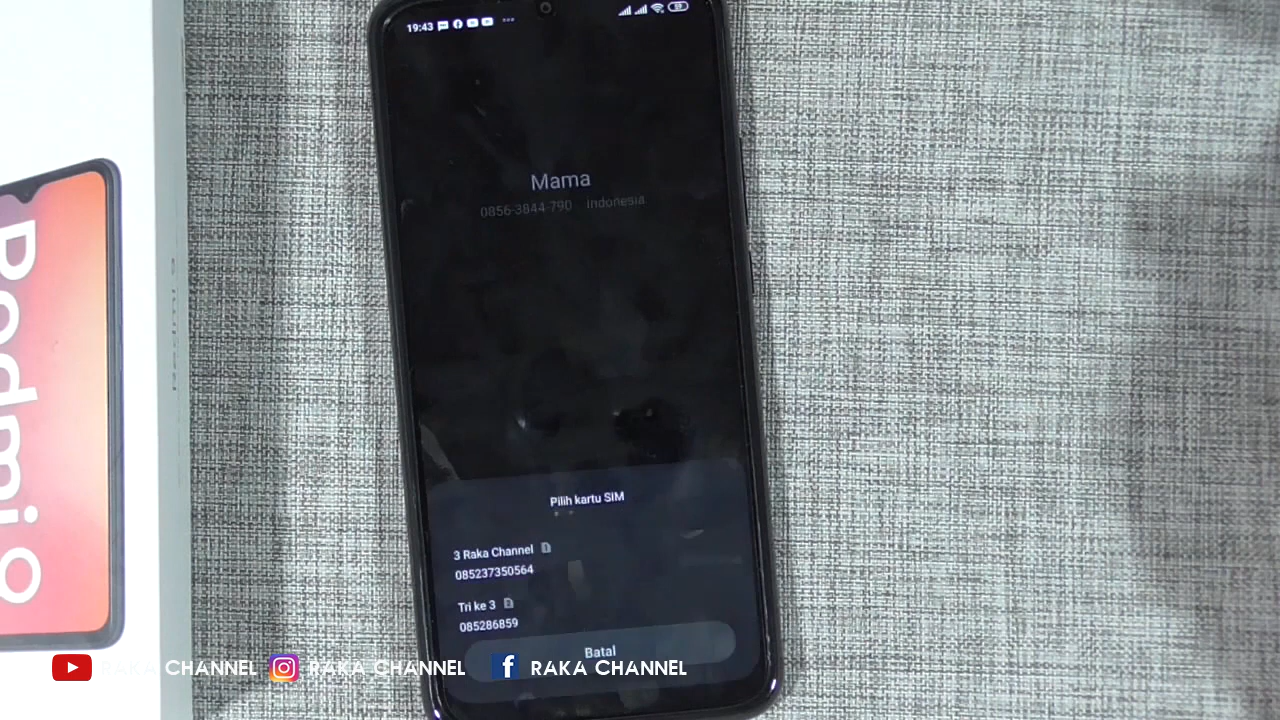 19:43
59
Mama
0856-3844-790 Indonesia
Pilih kartu SIM
3 Raka Channel
085237350564
Tri ke 3
085286859
Batal
Redmi 9
RAKA CHANNEL
RAKA CHANNEL
RAKA CHANNEL